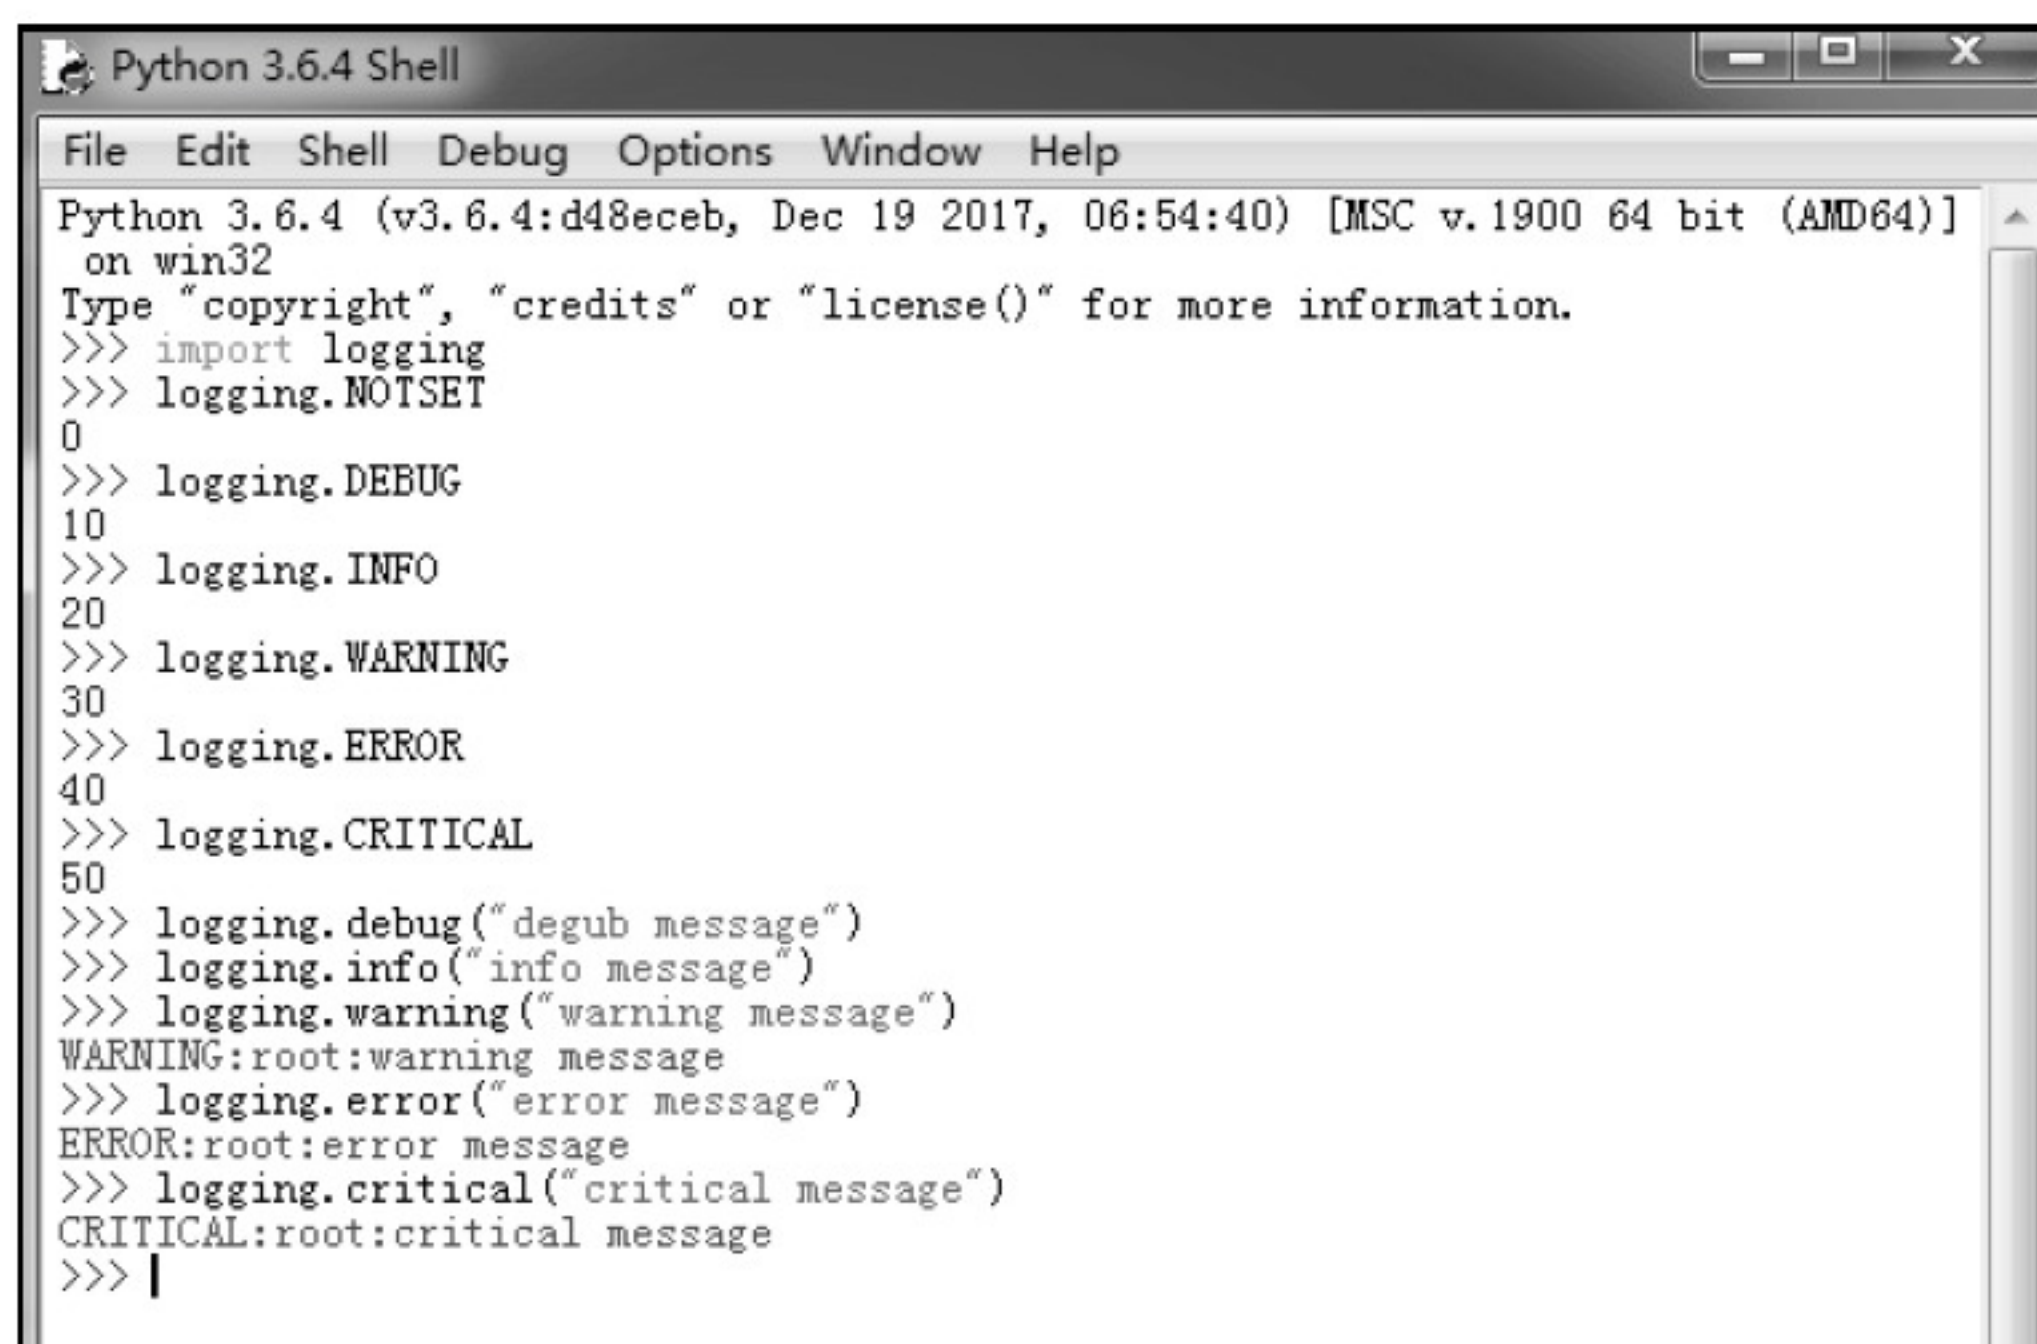 Python 3.6.4 Shell
File Edit Shell Debug Options Window Help
Python 3.6.4 (v3.6.4:d48eceb, Dec 19 2017, 06:54:40) [MSC v.1900 64 bit (AMD64)]
on win32
Type "copyright", "credits" or "license()" for more information.
>>> import logging
>>> logging.NOTSET
0
>>> logging.DEBUG
10
>>> logging.INFO
20
>>> logging.WARNING
30
>>> logging.ERROR
40
>>> logging.CRITICAL
50
>>> logging.debug("degub message")
>>> logging.info("info message")
>>> logging.warning("warning message")
WARNING:root:warning message
>>> logging.error("error message")
ERROR:root:error message
>>> logging.critical("critical message")
CRITICAL:root:critical message
>>>